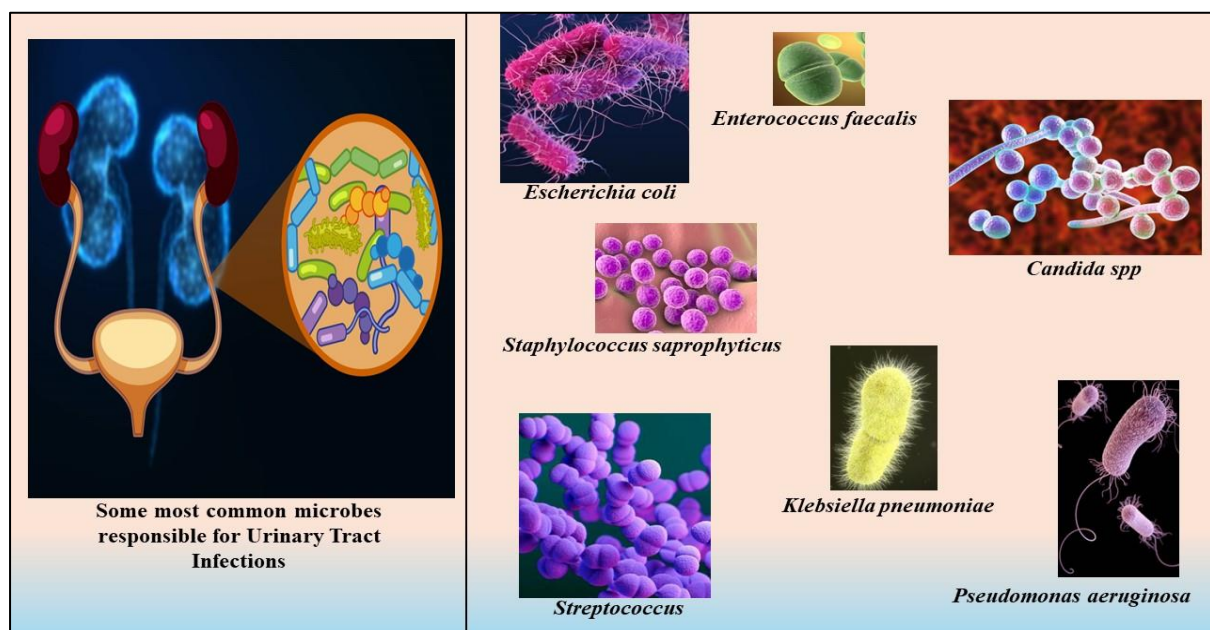 Some most common microbes
responsible for Urinary Tract
Infections
Escherichia coli
Enterococcus faecalis
Candida spp
Staphylococcus saprophyticus
Klebsiella pneumoniae
Streptococcus
Pseudomonas aeruginosa